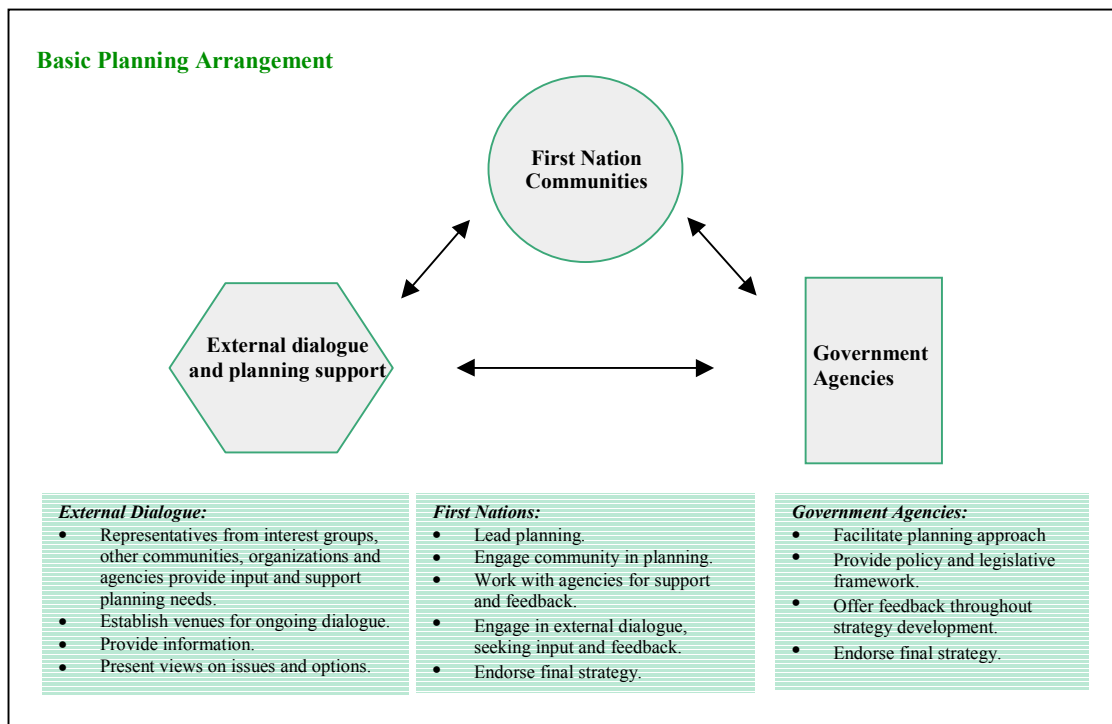 Basic Planning Arrangement
First Nation
Communities
External dialogue
and planning support
Government
Agencies
External Dialogue:
• Representatives from interest groups,
other communities, organizations and
agencies provide input and support
planning needs.
• Establish venues for ongoing dialogue.
• Provide information.
• Present views on issues and options.
First Nations:
• Lead planning.
• Engage community in planning.
• Work with agencies for support
and feedback.
• Engage in external dialogue,
seeking input and feedback.
• Endorse final strategy.
Government Agencies:
• Facilitate planning approach
• Provide policy and legislative
framework.
• Offer feedback throughout
strategy development.
• Endorse final strategy.